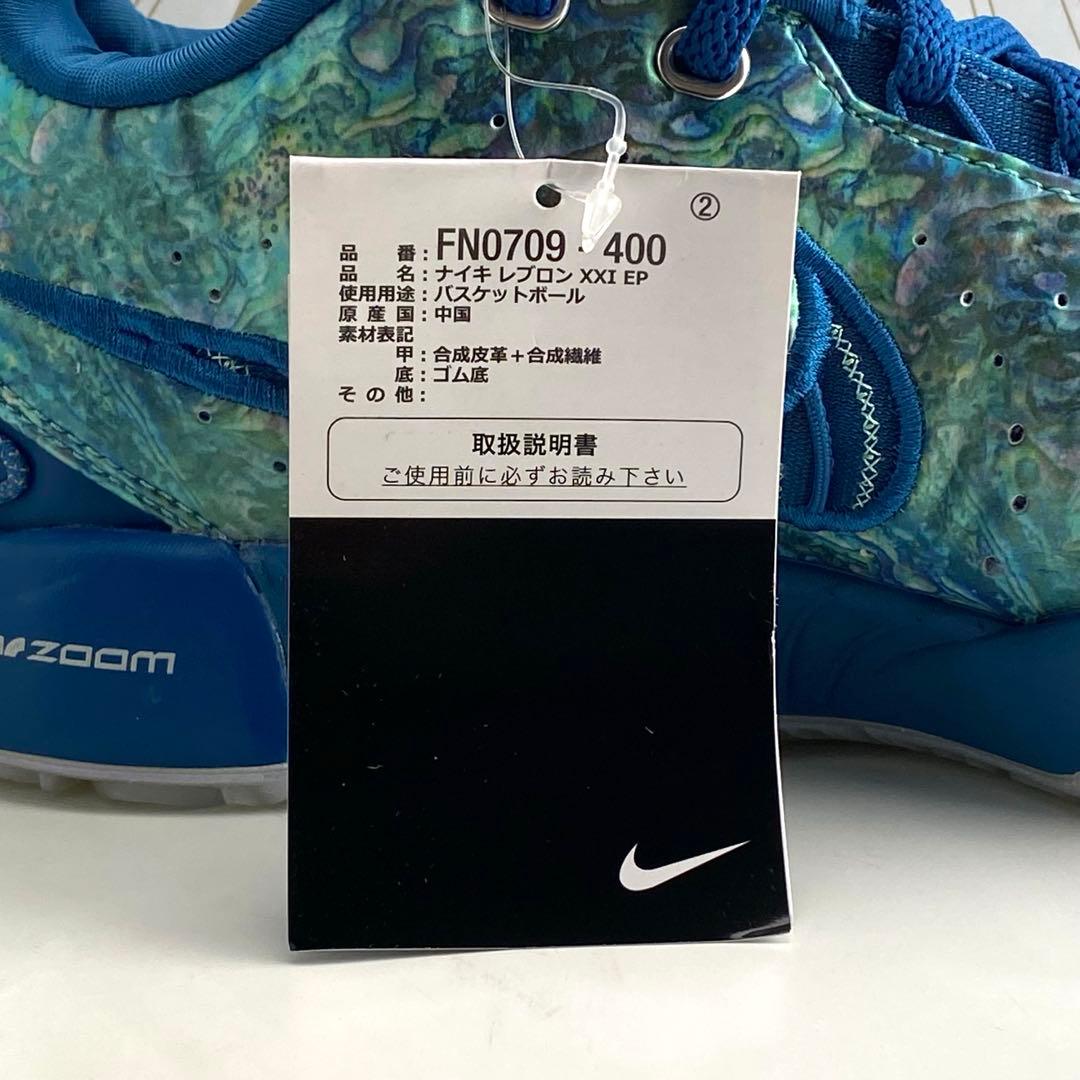 ②
品番：FN0709 - 400
品名：ナイキ レブロン XXI EP
使用用途：バスケットボール
原産国：中国
素材表記
甲：合成皮革＋合成繊維
底：ゴム底
その他：
取扱説明書
ご使用前に必ずお読み下さい
ZOOM